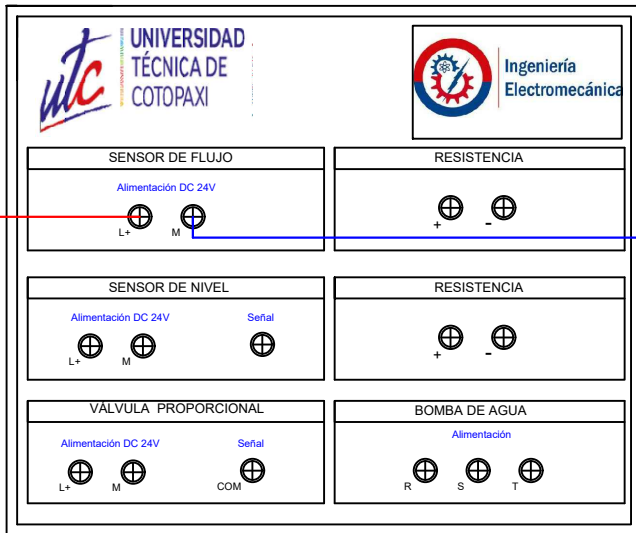 utc
UNIVERSIDAD
TÉCNICA DE
COTOPAXI
Ingeniería
Electromecánica
SENSOR DE FLUJO
Alimentación DC 24V
L+ M
RESISTENCIA
+ -
SENSOR DE NIVEL
Alimentación DC 24V Señal
L+ M
RESISTENCIA
+ -
VÁLVULA PROPORCIONAL
Alimentación DC 24V Señal
L+ M COM
BOMBA DE AGUA
Alimentación
R S T